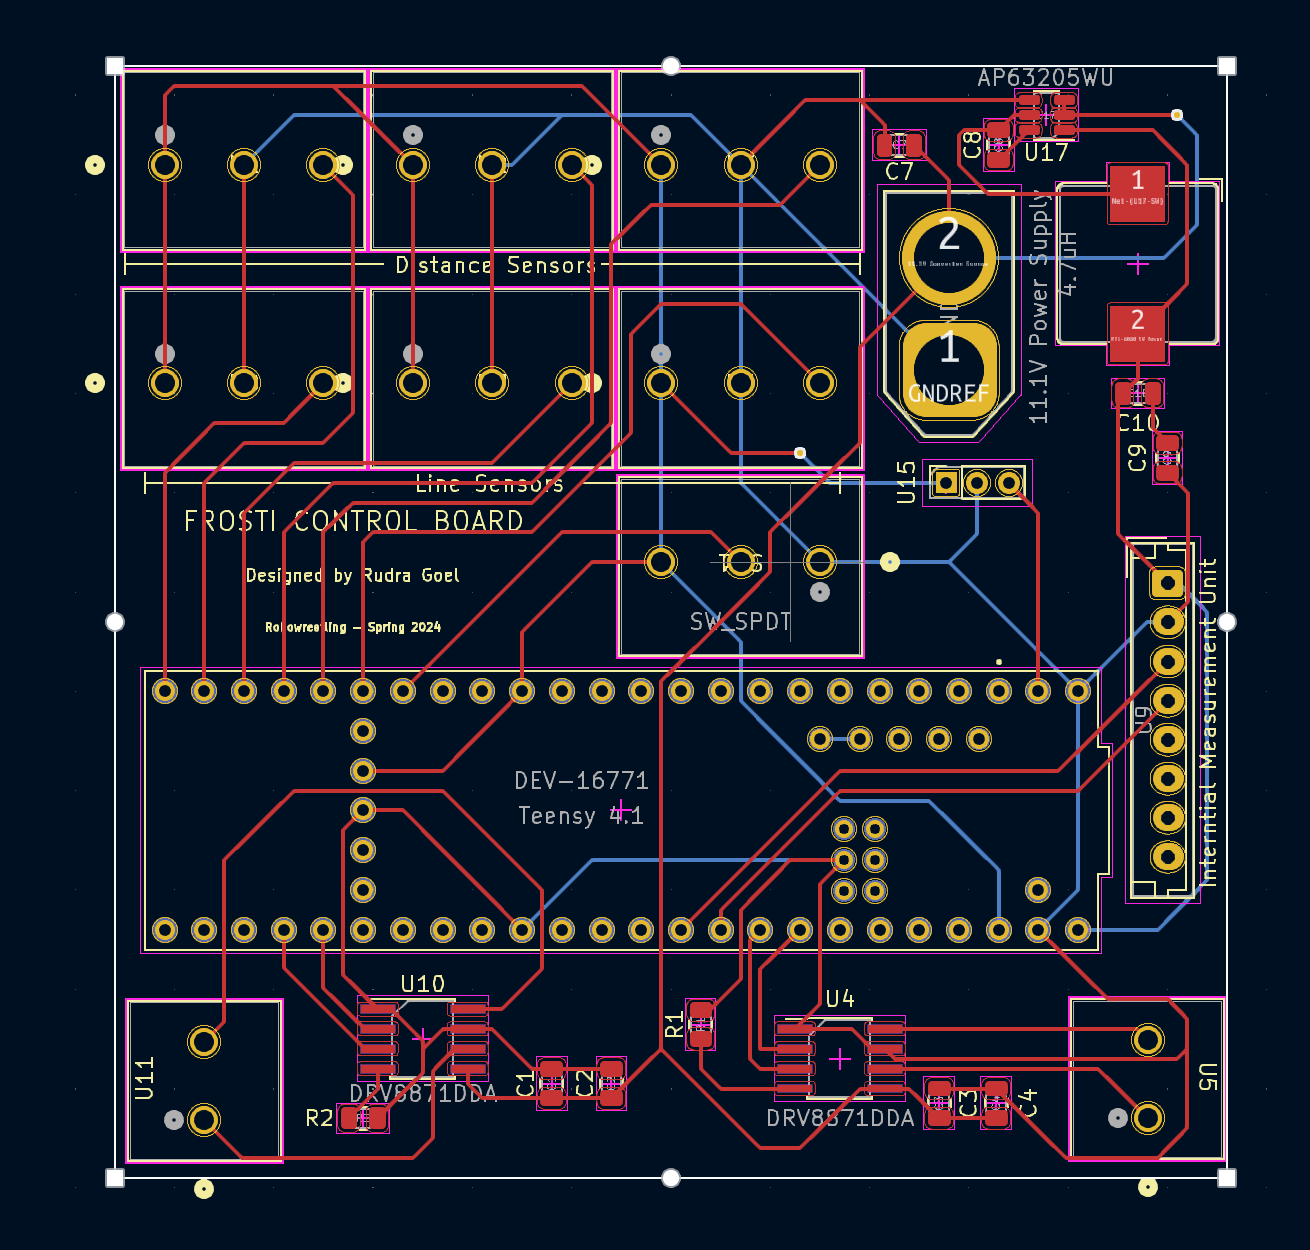 AP63205WU
C8
U17
C7
1
2
4.7uH
11.1V Power Supply
Distance Sensors
2
1
GNDREF
C10
C9
U15
Line Sensors
FROSTI CONTROL BOARD
Designed by Rudra Goel
Robowrestling - Spring 2024
SW_SPDT
U9
Interntial Measurement Unit
DEV-16771
Teensy 4.1
U10
U4
R1
U11
C1
C2
DRV8871DDA
R2
DRV8871DDA
C3
C4
U5